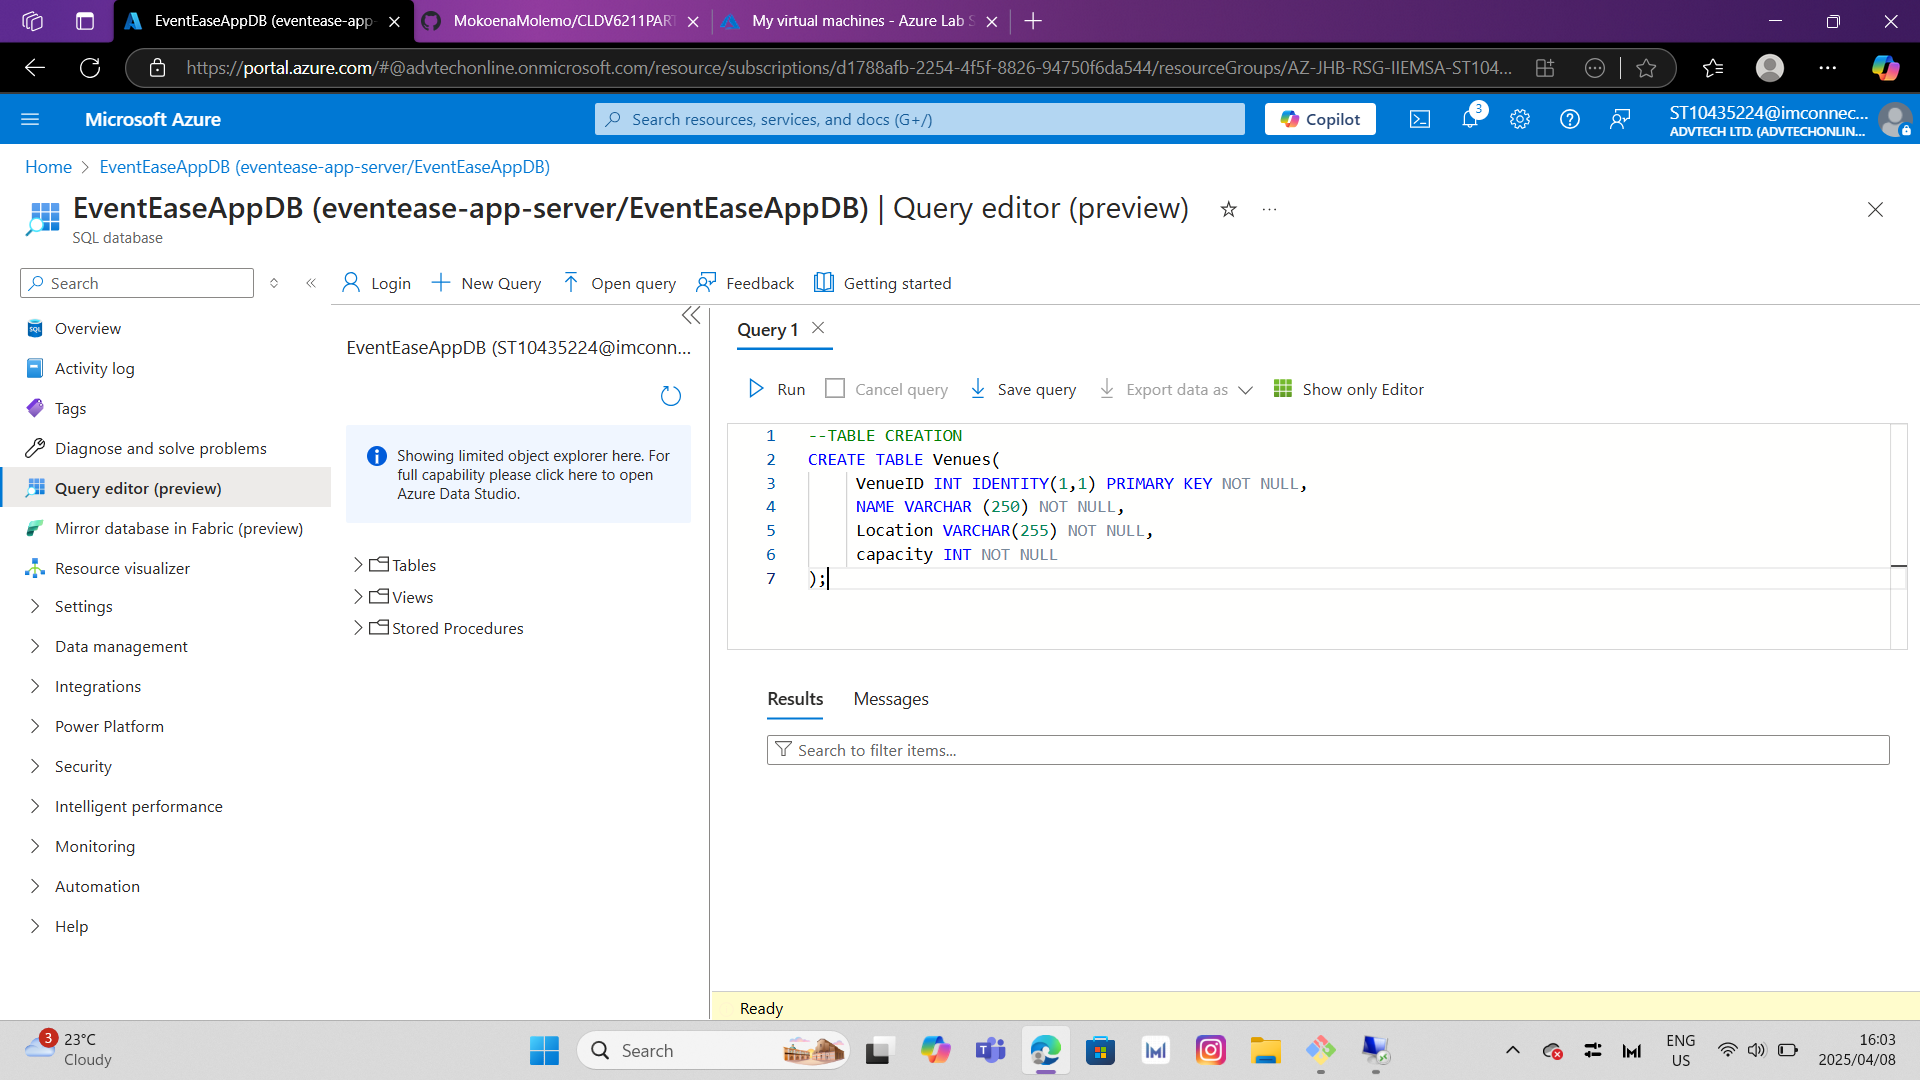 EventEaseAppDB (eventease-app-
MokoenaMolemo/CLDV6211PART
My virtual machines - Azure Lab S
https://portal.azure.com/#@advtechonline.onmicrosoft.com/resource/subscriptions/d1788afb-2254-4f5f-8826-94750f6da544/resourceGroups/AZ-JHB-RSG-IIEMSA-ST104...
Microsoft Azure
Search resources, services, and docs (G+/)
Copilot
3
ST10435224@imconnec...
ADVTECH LTD. (ADVTECHONLIN...
Home > EventEaseAppDB (eventease-app-server/EventEaseAppDB)
EventEaseAppDB (eventease-app-server/EventEaseAppDB) | Query editor (preview)
SQL database
Search
Login
New Query
Open query
Feedback
Getting started
Overview
Activity log
Tags
Diagnose and solve problems
Query editor (preview)
Mirror database in Fabric (preview)
Resource visualizer
Settings
Data management
Integrations
Power Platform
Security
Intelligent performance
Monitoring
Automation
Help
EventEaseAppDB (ST10435224@imconn...
Showing limited object explorer here. For
full capability please click here to open
Azure Data Studio.
Tables
Views
Stored Procedures
Query 1
Run
Cancel query
Save query
Export data as
Show only Editor
1 --TABLE CREATION
2 CREATE TABLE Venues(
3 VenueID INT IDENTITY(1,1) PRIMARY KEY NOT NULL,
4 NAME VARCHAR (250) NOT NULL,
5 Location VARCHAR(255) NOT NULL,
6 capacity INT NOT NULL
7 );
Results
Messages
Search to filter items...
Ready
3
23°C
Cloudy
Search
ENG
US
16:03
2025/04/08